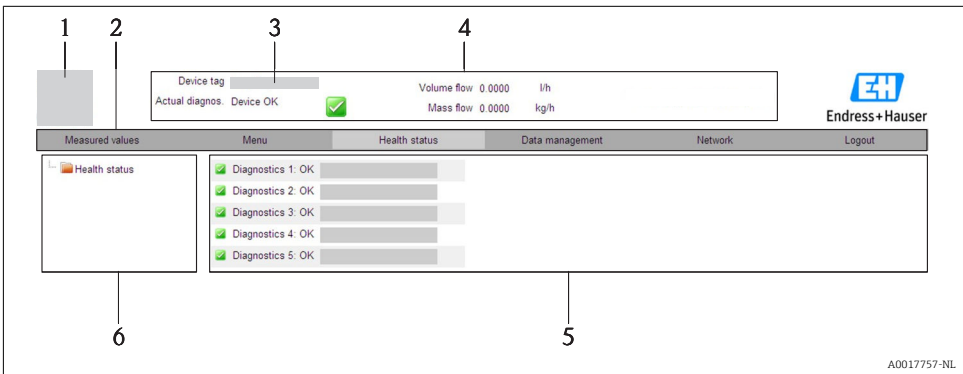 1 2 3 4
Device tag
Volume flow 0.0000 l/h
Actual diagnos. Device OK
Mass flow 0.0000 kg/h
EH
Endress+Hauser
Measured values Menu Health status Data management Network Logout
Health status
Diagnostics 1: OK
Diagnostics 2: OK
Diagnostics 3: OK
Diagnostics 4: OK
Diagnostics 5: OK
6 5
A0017757-NL